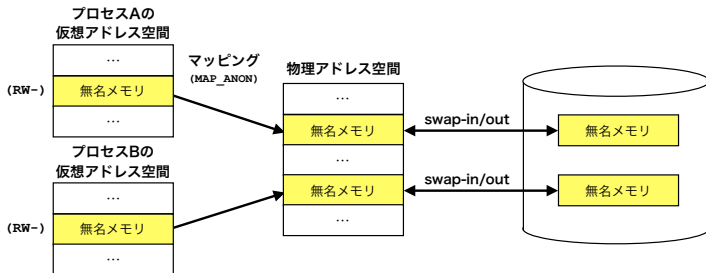 プロセスAの
仮想アドレス空間
…
(RW-)
無名メモリ
…
マッピング
(MAP_ANON)
物理アドレス空間
…
無名メモリ
…
無名メモリ
…
swap-in/out
swap-in/out
無名メモリ
無名メモリ
プロセスBの
仮想アドレス空間
…
(RW-)
無名メモリ
…